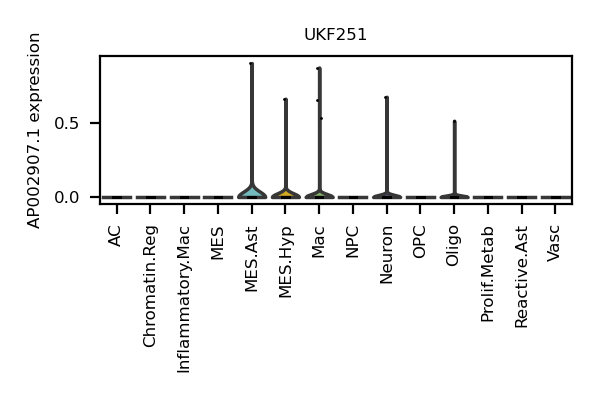 UKF251
AP002907.1 expression
0.5
0.0
AC
Chromatin.Reg
Inflammatory.Mac
MES
MES.Ast
MES.Hyp
Mac
NPC
Neuron
OPC
Oligo
Prolif.Metab
Reactive.Ast
Vasc